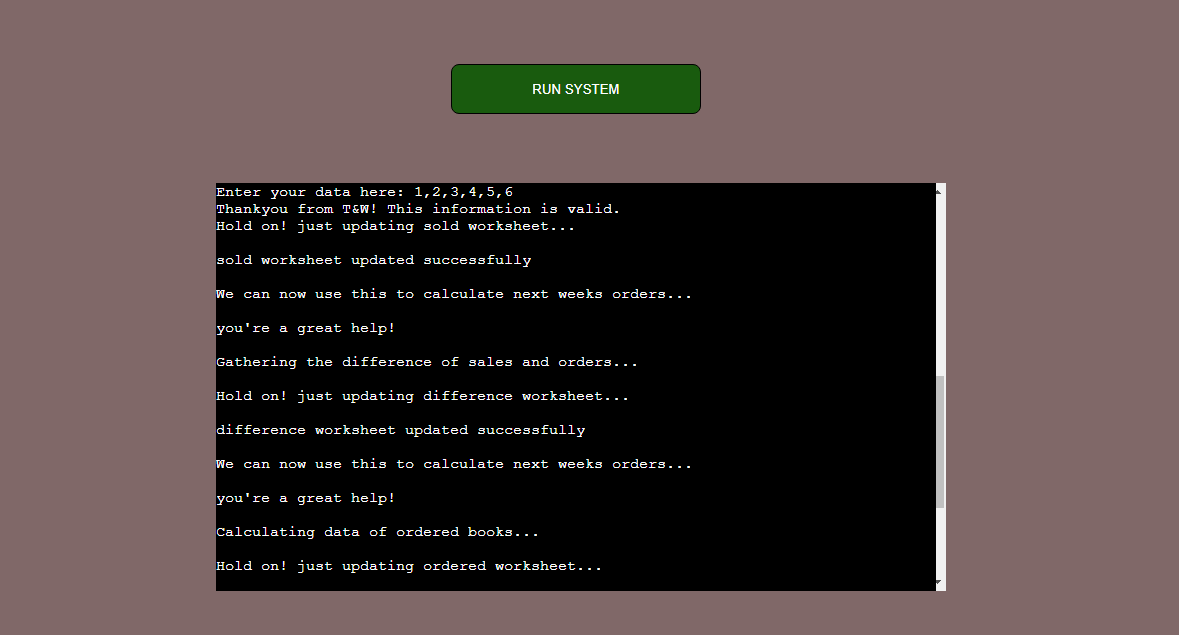 RUN SYSTEM
Enter your data here: 1,2,3,4,5,6
Thankyou from T&W! This information is valid.
Hold on! just updating sold worksheet...
sold worksheet updated successfully
We can now use this to calculate next weeks orders...
you're a great help!
Gathering the difference of sales and orders...
Hold on! just updating difference worksheet...
difference worksheet updated successfully
We can now use this to calculate next weeks orders...
you're a great help!
Calculating data of ordered books...
Hold on! just updating ordered worksheet...